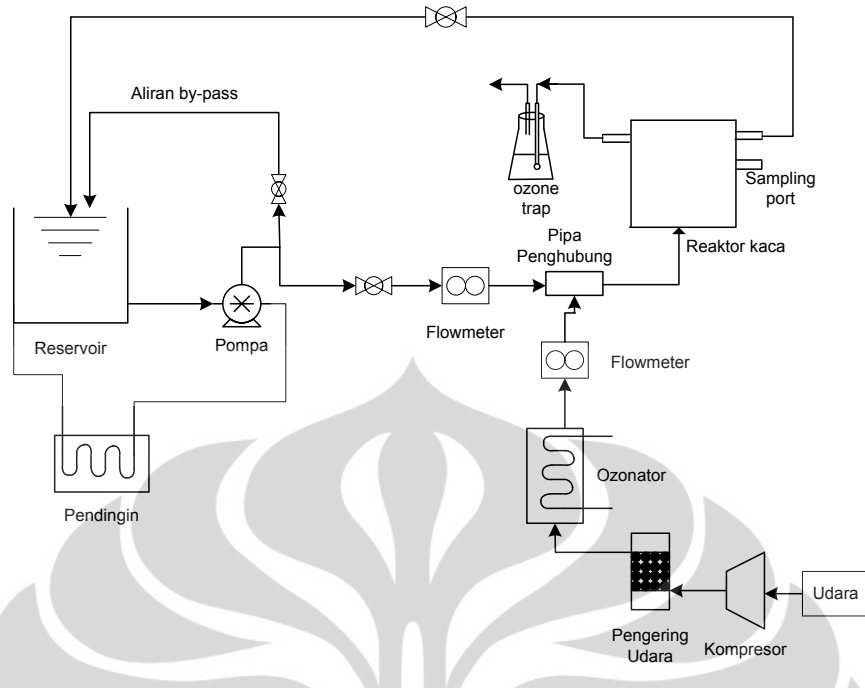 Aliran by-pass
ozone
trap
Sampling
port
Reaktor kaca
Pipa
Penghubung
Reservoir
Pompa
Flowmeter
Flowmeter
Pendingin
Ozonator
Udara
Pengering
Udara
Kompresor